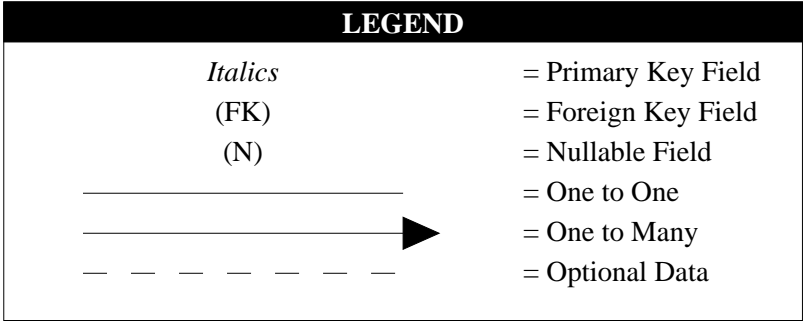 LEGEND
Italics = Primary Key Field
(FK) = Foreign Key Field
(N) = Nullable Field
= One to One
= One to Many
= Optional Data